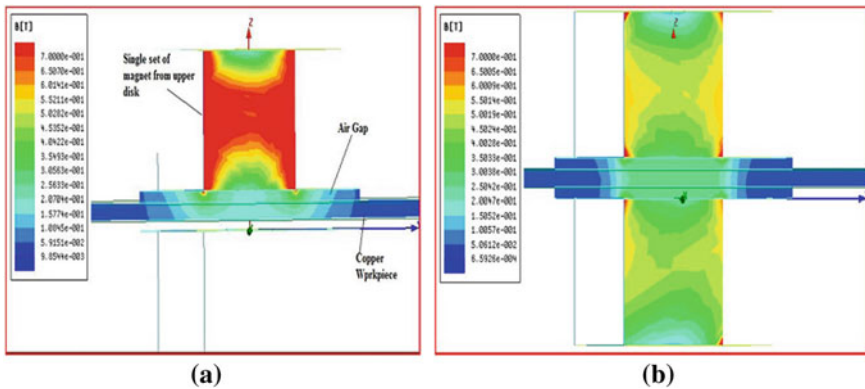 B[T]
7.0000e-001
6.5070e-001
6.0141e-001
5.5211e-001
5.0282e-001
4.5352e-001
4.0422e-001
3.5493e-001
3.0563e-001
2.5633e-001
2.0704e-001
1.5774e-001
1.0845e-001
5.9151e-002
9.8544e-003
Single set of
magnet from upper
disk
Z
Air Gap
Copper
Wprkpiece
(a)
B[T]
7.0000e-001
6.5005e-001
6.0009e-001
5.5014e-001
5.0019e-001
4.5024e-001
4.0028e-001
3.5033e-001
3.0038e-001
2.5042e-001
2.0047e-001
1.5052e-001
1.0057e-001
5.0612e-002
6.5926e-004
Z
(b)